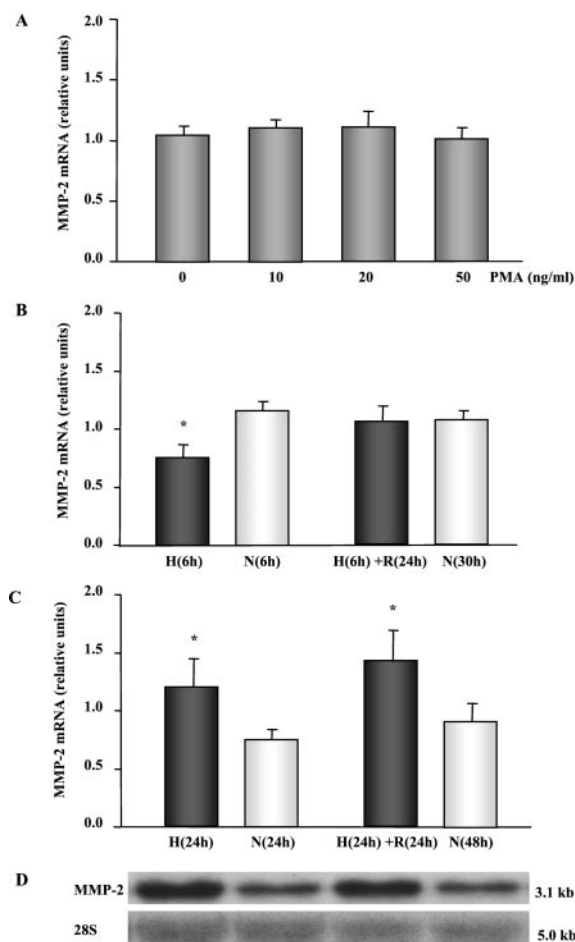 A
MMP-2 mRNA (relative units)
2.0
1.5
1.0
0.5
0.0
0 10 20 50 PMA (ng/ml)
B
MMP-2 mRNA (relative units)
2.0
1.5
1.0
0.5
0.0
*
H(6h) N(6h) H(6h) +R(24h) N(30h)
C
MMP-2 mRNA (relative units)
2.0
1.5
1.0
0.5
0.0
* *
H(24h) N(24h) H(24h) +R(24h) N(48h)
D
MMP-2 3.1 kb
28S 5.0 kb